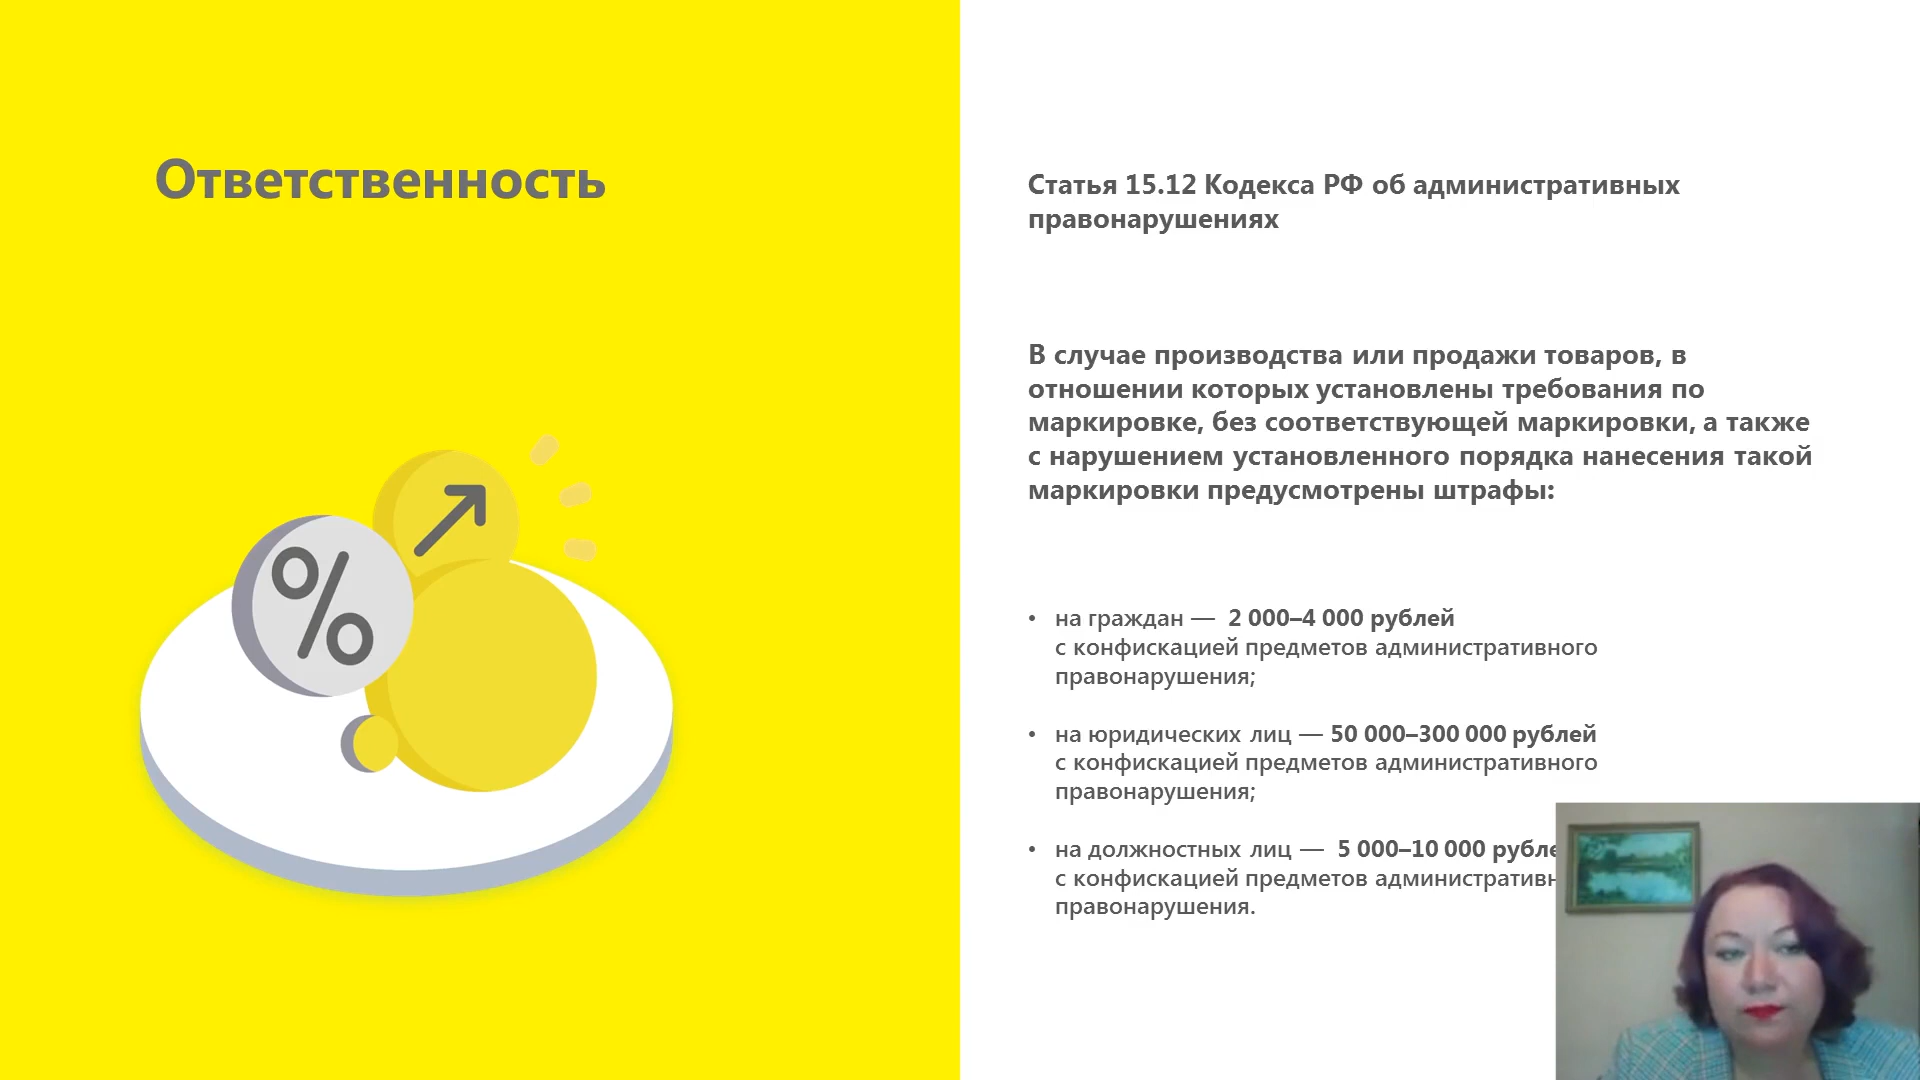 Ответственность
Статья 15.12 Кодекса РФ об административных
правонарушениях
В случае производства или продажи товаров, в
отношении которых установлены требования по
маркировке, без соответствующей маркировки, а также
с нарушением установленного порядка нанесения такой
маркировки предусмотрены штрафы:
• на граждан — 2 000–4 000 рублей
с конфискацией предметов административного
правонарушения;
• на юридических лиц — 50 000–300 000 рублей
с конфискацией предметов административного
правонарушения;
• на должностных лиц — 5 000–10 000 рубле
с конфискацией предметов административн
правонарушения.
%